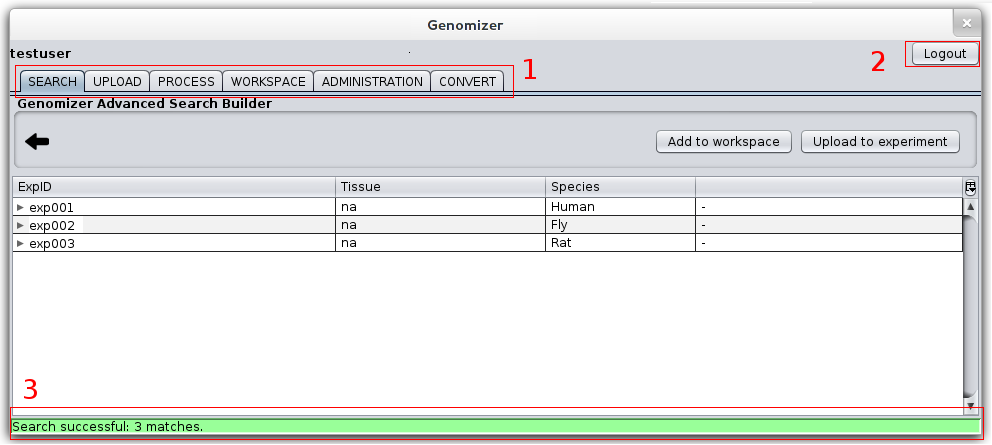 Genomizer
testuser
2
Logout
SEARCH UPLOAD PROCESS WORKSPACE ADMINISTRATION CONVERT
1
Genomizer Advanced Search Builder
Add to workspace Upload to experiment
ExpID Tissue Species
exp001 na Human -
exp002 na Fly -
exp003 na Rat -
3
Search successful: 3 matches.